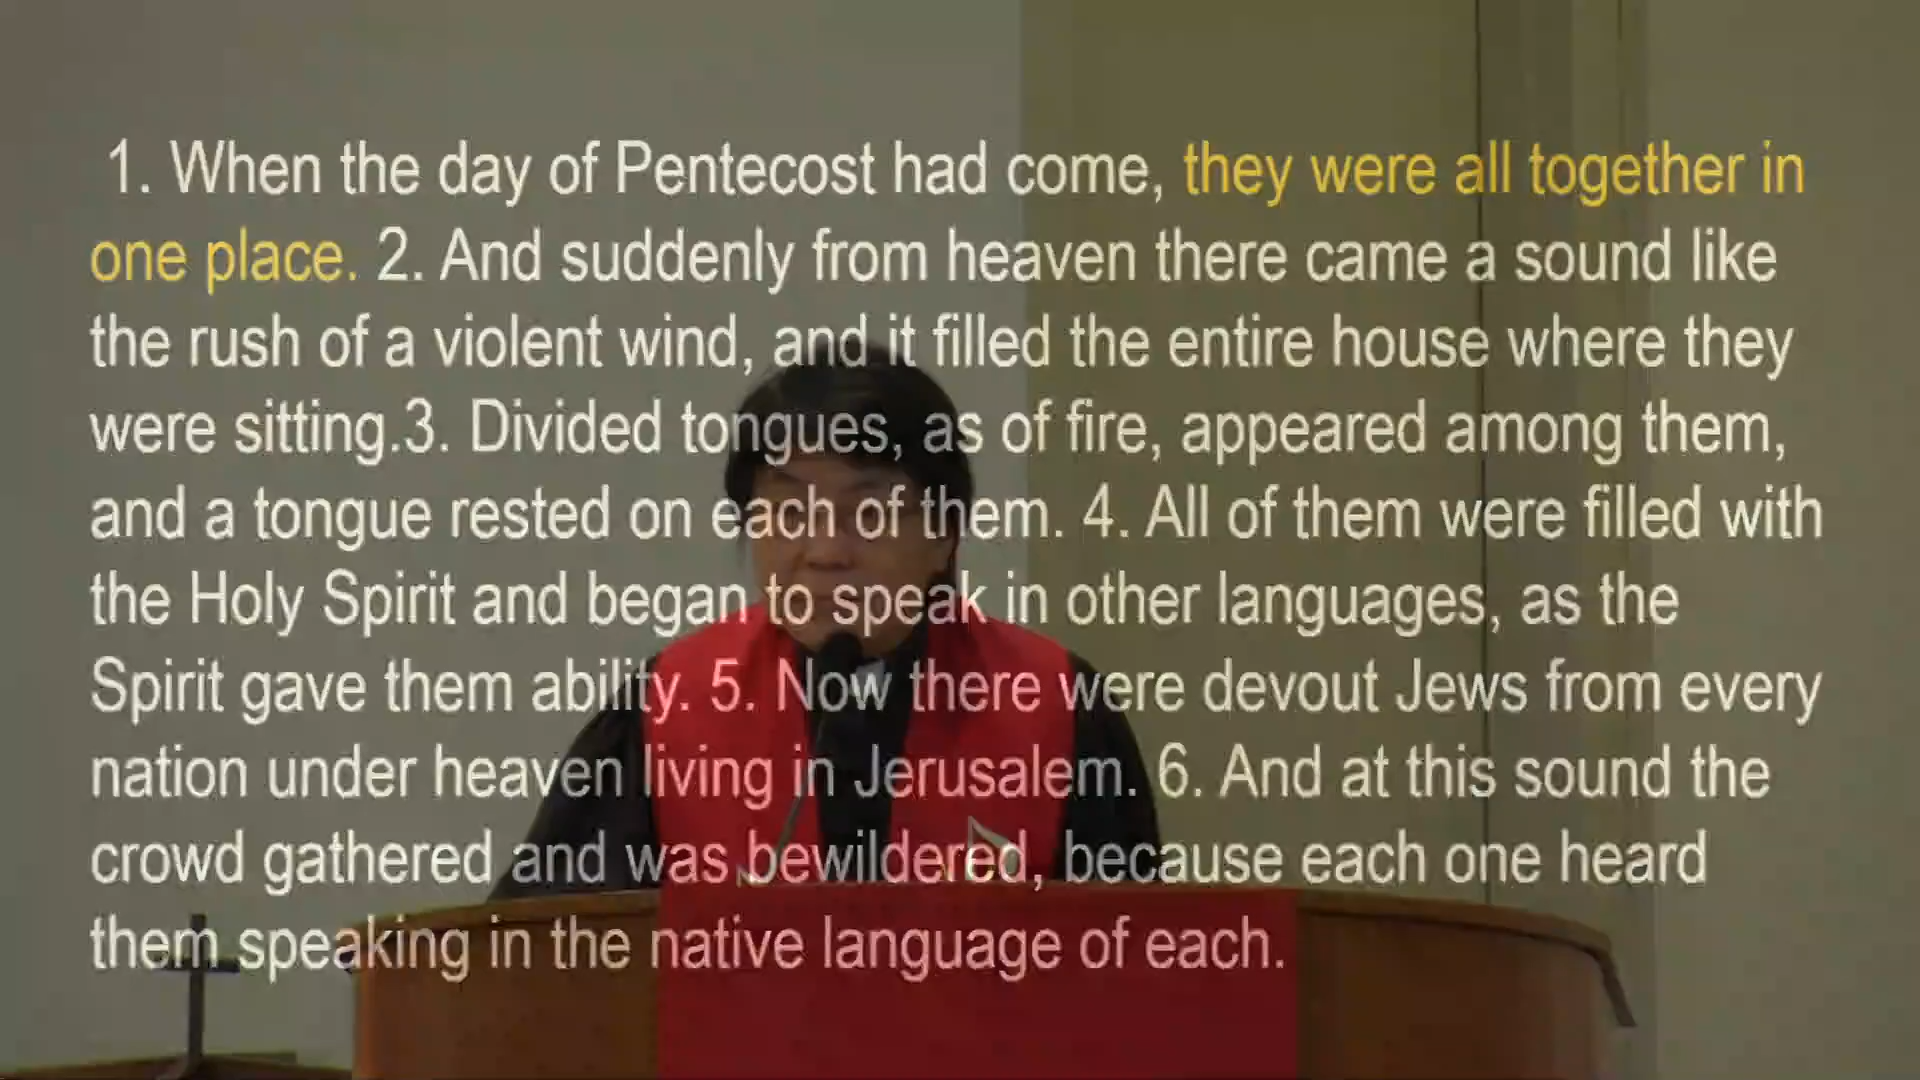 1. When the day of Pentecost had come, they were all together in
one place. 2. And suddenly from heaven there came a sound like
the rush of a violent wind, and it filled the entire house where they
were sitting.3. Divided tongues, as of fire, appeared among them,
and a tongue rested on each of them. 4. All of them were filled with
the Holy Spirit and began to speak in other languages, as the
Spirit gave them ability. 5. Now there were devout Jews from every
nation under heaven living in Jerusalem. 6. And at this sound the
crowd gathered and was bewildered, because each one heard
them speaking in the native language of each.